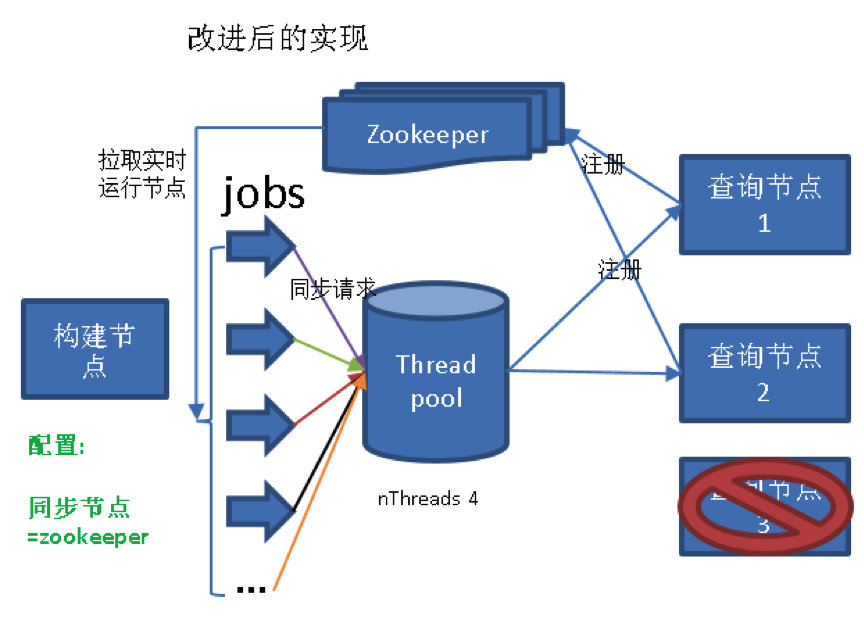 改进后的实现
Zookeeper
拉取实时
运行节点
jobs
注册
查询节点
1
注册
同步请求
构建节
点
Thread
pool
查询节点
2
配置:
nThreads 4
查询节点
3
同步节点
=zookeeper
...